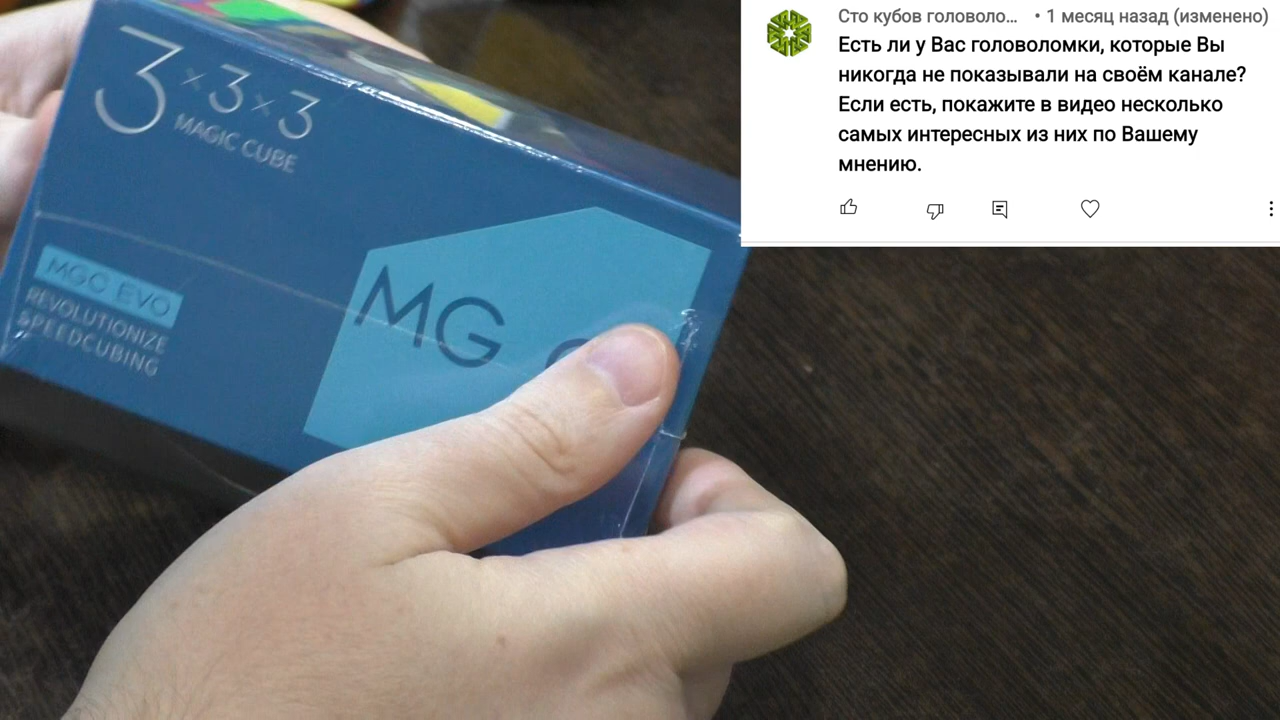 3×3×3
MAGIC CUBE
MGC EVO
REVOLUTIONIZE
SPEEDCUBING
MG
Сто кубов головоло... • 1 месяц назад (изменено)
Есть ли у Вас головоломки, которые Вы
никогда не показывали на своём канале?
Если есть, покажите в видео несколько
самых интересных из них по Вашему
мнению.